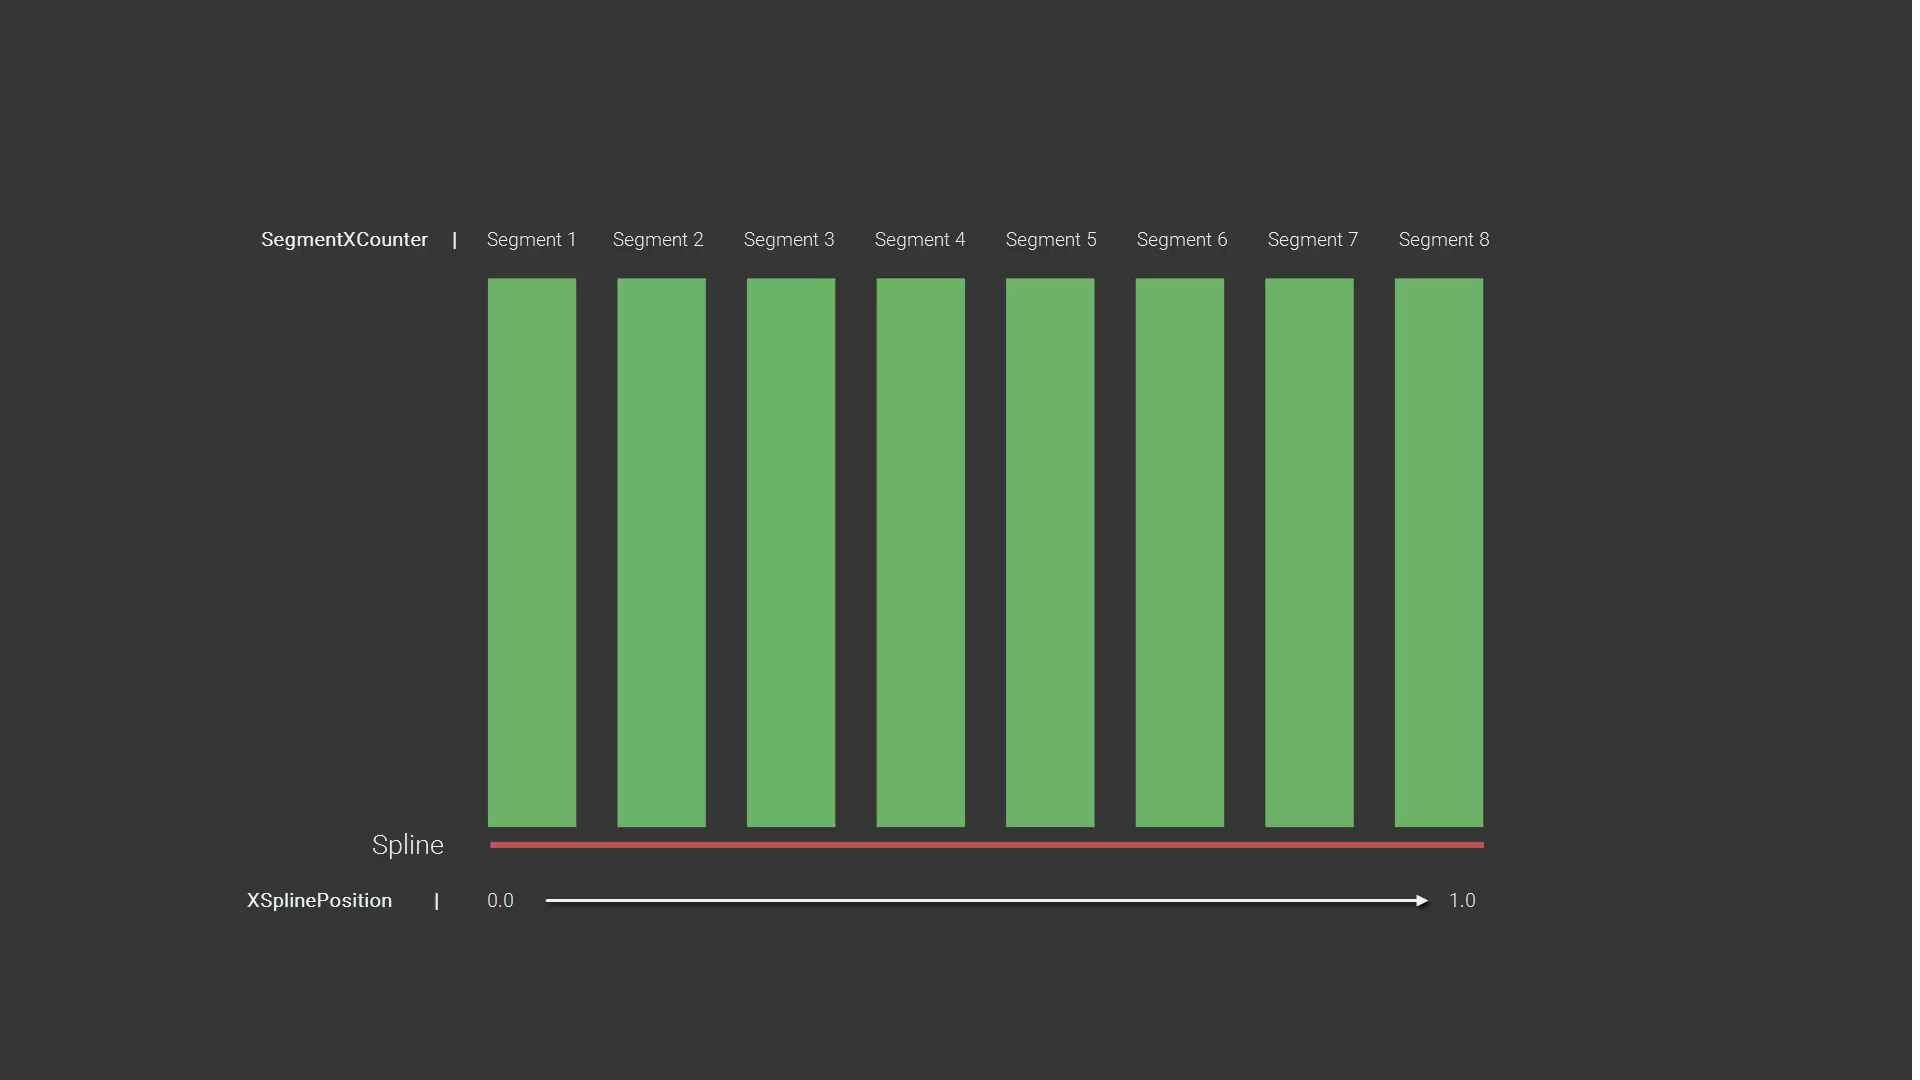 SegmentXCounter | Segment 1 Segment 2 Segment 3 Segment 4 Segment 5 Segment 6 Segment 7 Segment 8
Spline
XSplinePosition | 0.0 1.0